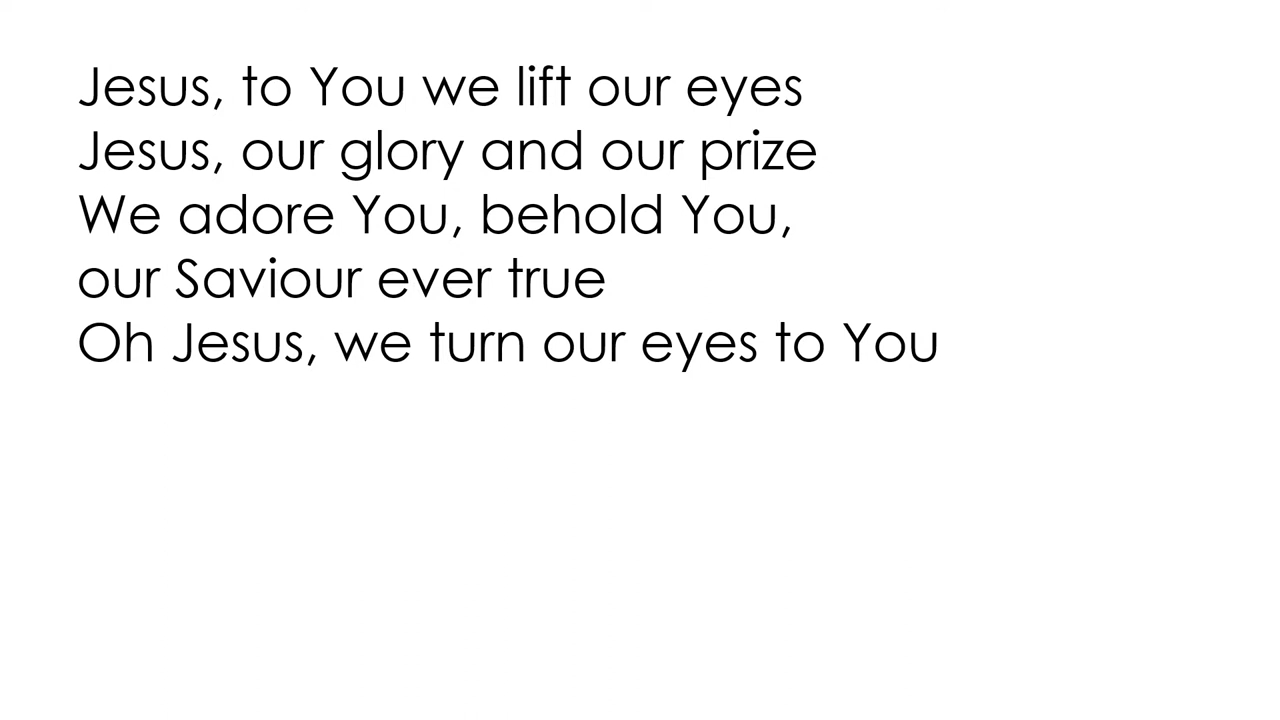 Jesus, to You we lift our eyes
Jesus, our glory and our prize
We adore You, behold You,
our Saviour ever true
Oh Jesus, we turn our eyes to You